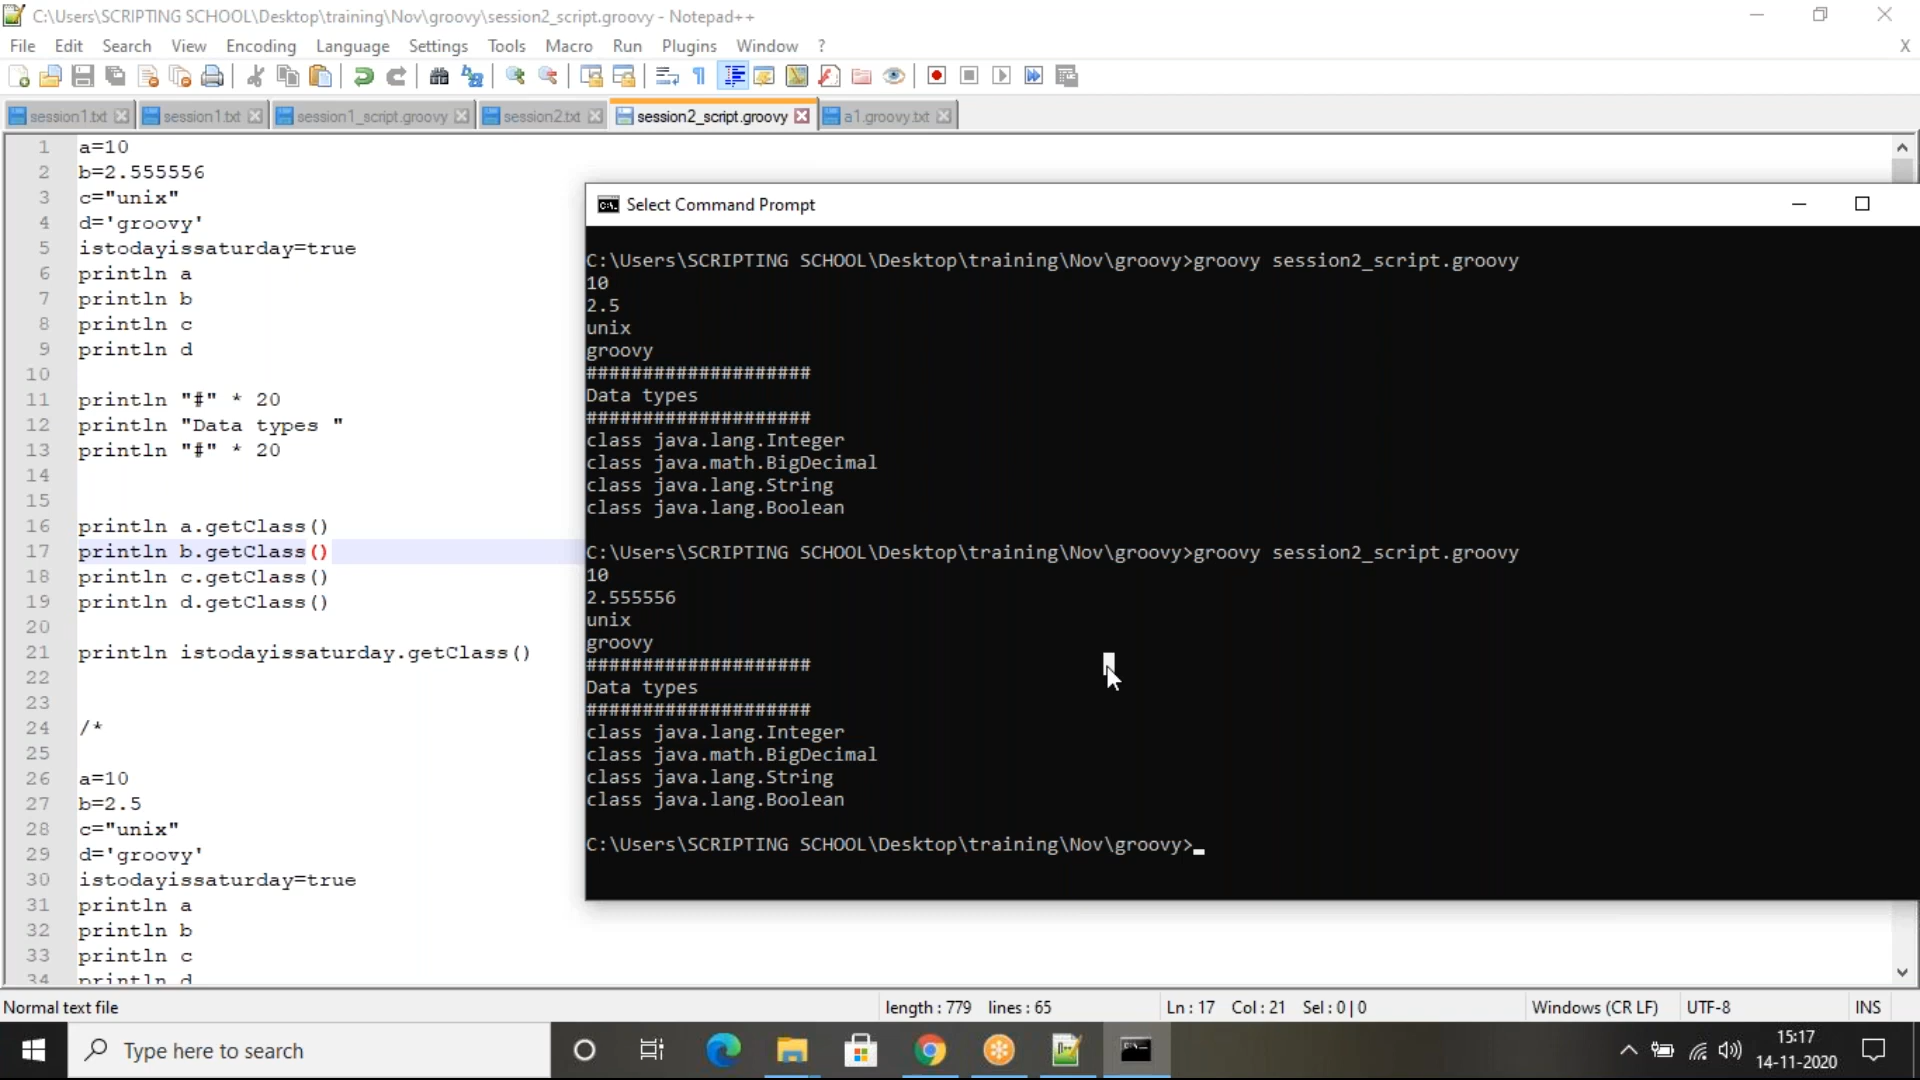 C:\Users\SCRIPTING SCHOOL\Desktop\training\Nov\groovy\session2_script.groovy - Notepad++
File Edit Search View Encoding Language Settings Tools Macro Run Plugins Window ? X
session1.txt session1.txt session1_script.groovy session2.txt session2_script.groovy a1.groovy.txt
1 a=10
2 b=2.555556
3 c="unix"
4 d='groovy'
5 istodayissaturday=true
6 println a
7 println b
8 println c
9 println d
10
11 println "#" * 20
12 println "Data types "
13 println "#" * 20
14
15
16 println a.getClass()
17 println b.getClass()
18 println c.getClass()
19 println d.getClass()
20
21 println istodayissaturday.getClass()
22
23
24 /*
25
26 a=10
27 b=2.5
28 c="unix"
29 d='groovy'
30 istodayissaturday=true
31 println a
32 println b
33 println c
34 println d
Select Command Prompt
C:\Users\SCRIPTING SCHOOL\Desktop\training\Nov\groovy>groovy session2_script.groovy
10
2.5
unix
groovy
####################
Data types
####################
class java.lang.Integer
class java.math.BigDecimal
class java.lang.String
class java.lang.Boolean
C:\Users\SCRIPTING SCHOOL\Desktop\training\Nov\groovy>groovy session2_script.groovy
10
2.555556
unix
groovy
####################
Data types
####################
class java.lang.Integer
class java.math.BigDecimal
class java.lang.String
class java.lang.Boolean
C:\Users\SCRIPTING SCHOOL\Desktop\training\Nov\groovy>
Normal text file length : 779 lines : 65 Ln : 17 Col : 21 Sel : 0 | 0 Windows (CR LF) UTF-8 INS
Type here to search
15:17
14-11-2020